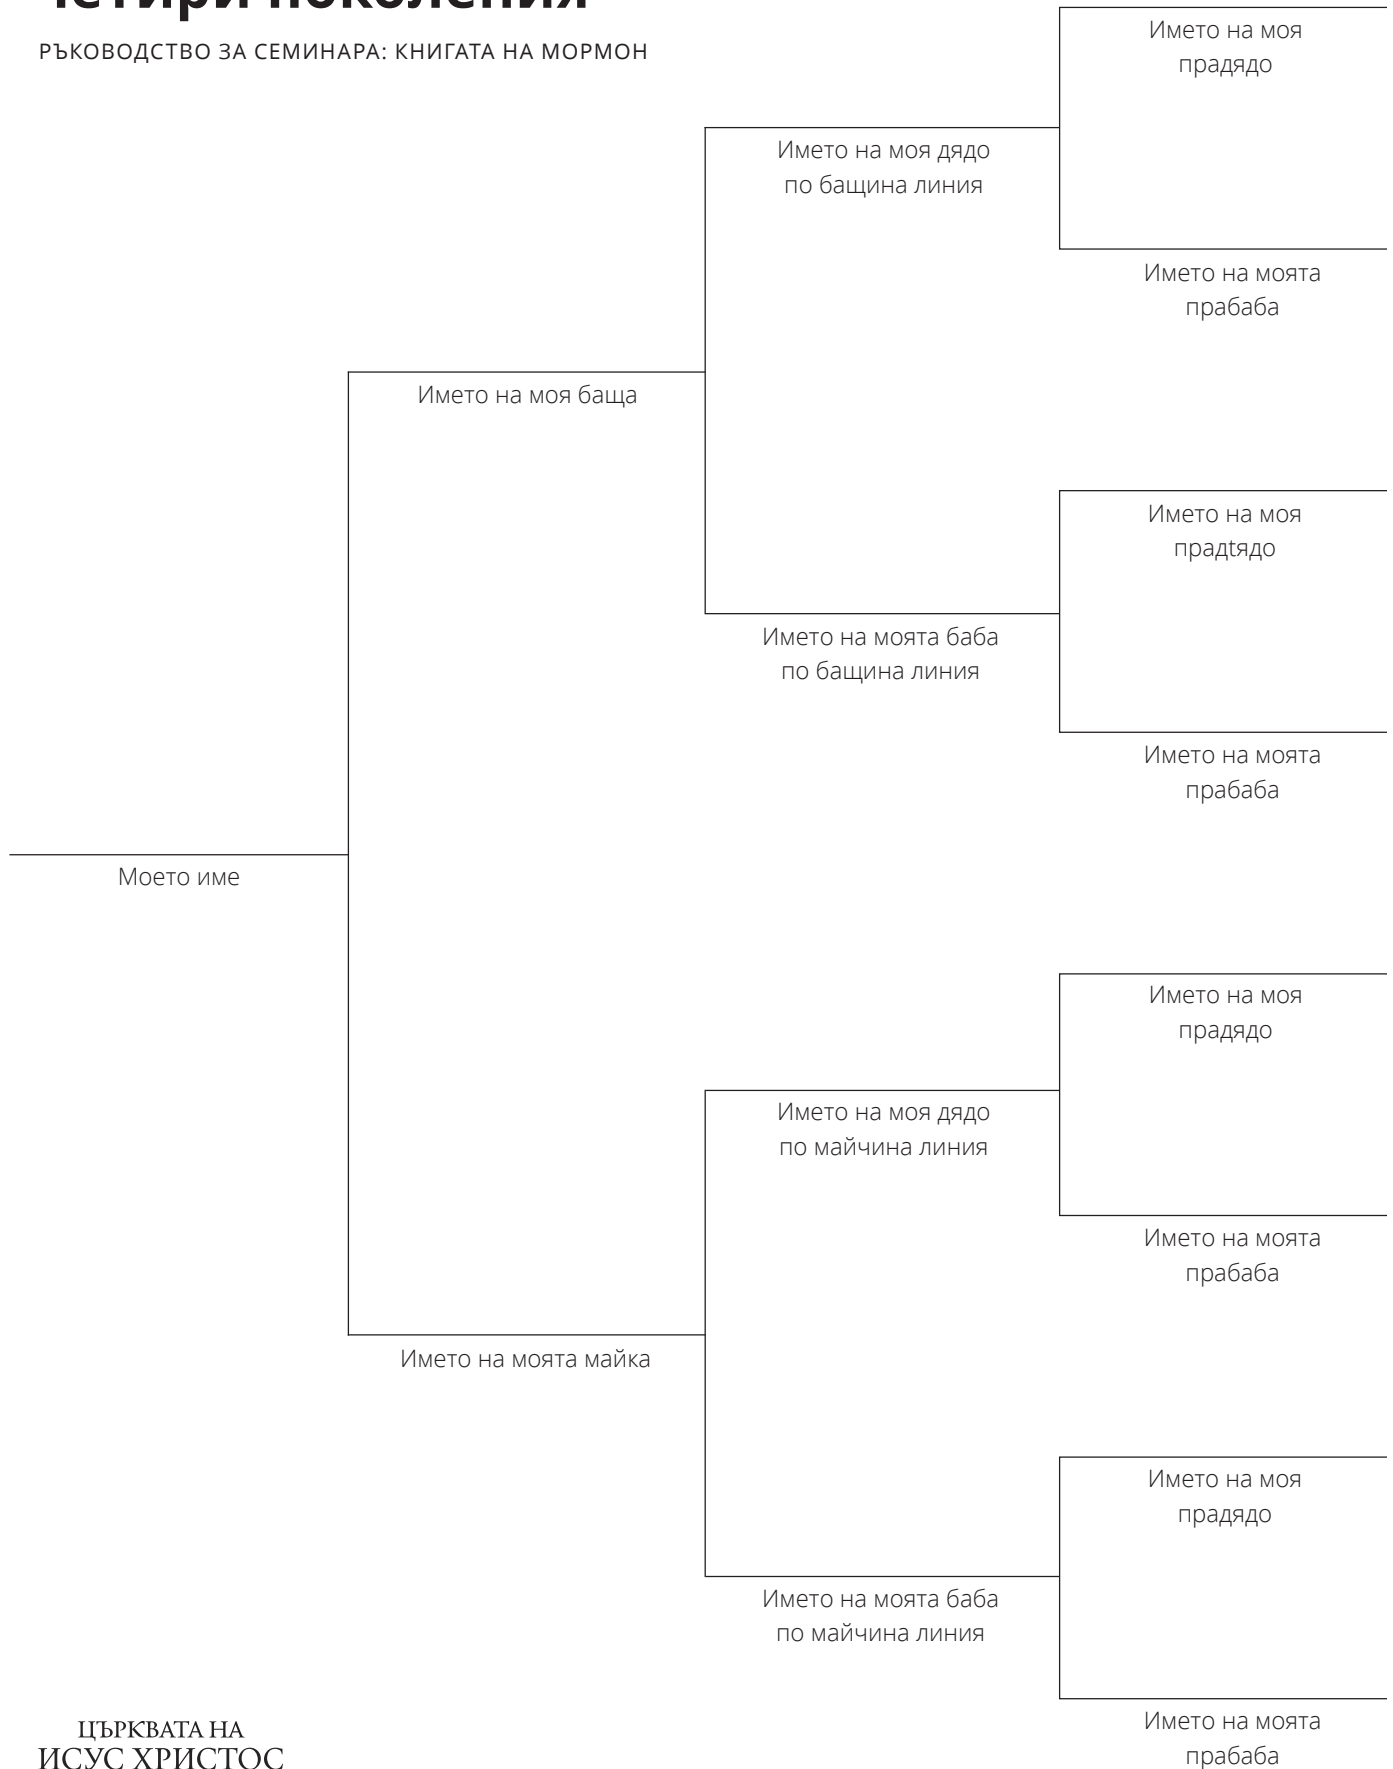 Четири поколения
РЪКОВОДСТВО ЗА СЕМИНАРА: КНИГАТА НА МОРМОН
Името на моя
прадядо
Името на моя дядо
по бащина линия
Името на моята
прабаба
Името на моя баща
Името на моя
прадtядо
Името на моята баба
по бащина линия
Името на моята
прабаба
Моето име
Името на моя
прадядо
Името на моя дядо
по майчина линия
Името на моята
прабаба
Името на моята майка
Името на моя
прадядо
Името на моята баба
по майчина линия
Името на моята
прабаба
ЦЪРКВАТА НА
ИСУС ХРИСТОС